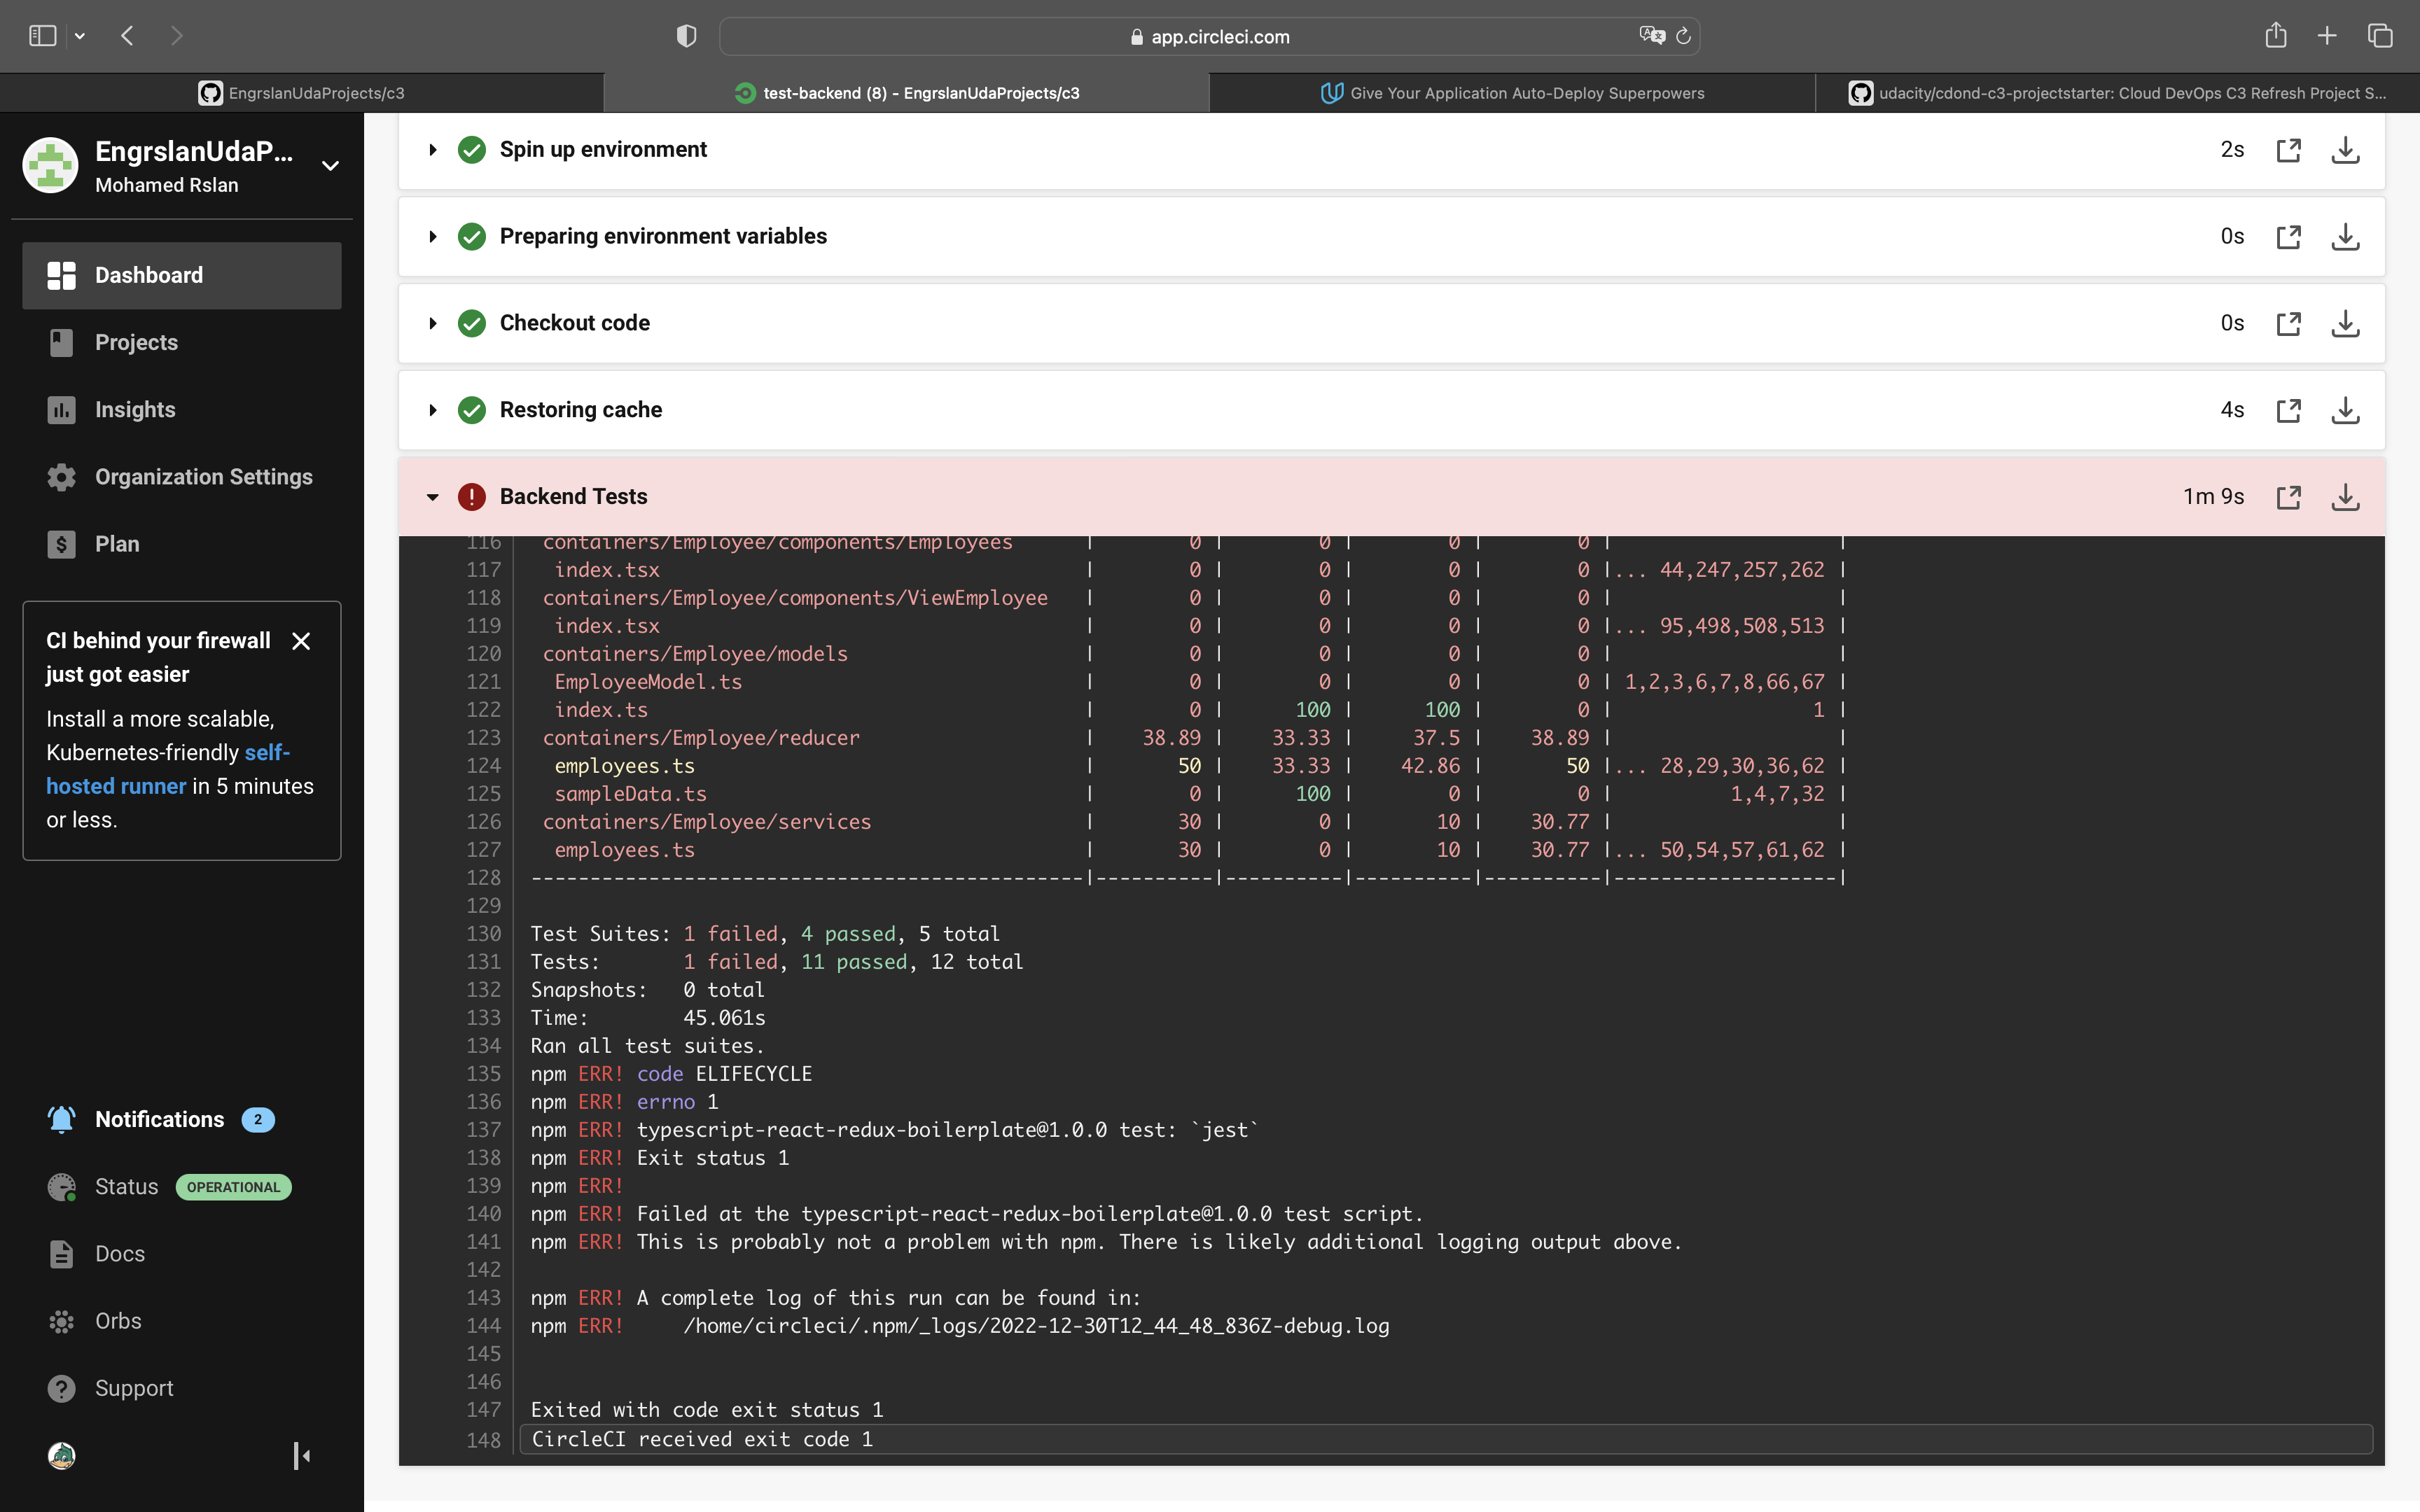 app.circleci.com
EngrslanUdaProjects/c3
test-backend (8) - EngrslanUdaProjects/c3
Give Your Application Auto-Deploy Superpowers
udacity/cdond-c3-projectstarter: Cloud DevOps C3 Refresh Project S...
EngrslanUdaP...
Mohamed Rslan
Dashboard
Projects
Insights
Organization Settings
Plan
CI behind your firewall
just got easier
Install a more scalable,
Kubernetes-friendly self-
hosted runner in 5 minutes
or less.
Notifications 2
Status OPERATIONAL
Docs
Orbs
Support
Spin up environment 2s
Preparing environment variables 0s
Checkout code 0s
Restoring cache 4s
Backend Tests 1m 9s
116 containers/Employee/components/Employees | 0 | 0 | 0 | 0 | |
117 index.tsx | 0 | 0 | 0 | 0 |... 44,247,257,262 |
118 containers/Employee/components/ViewEmployee | 0 | 0 | 0 | 0 | |
119 index.tsx | 0 | 0 | 0 | 0 |... 95,498,508,513 |
120 containers/Employee/models | 0 | 0 | 0 | 0 | |
121 EmployeeModel.ts | 0 | 0 | 0 | 0 | 1,2,3,6,7,8,66,67 |
122 index.ts | 0 | 100 | 100 | 0 | 1 |
123 containers/Employee/reducer | 38.89 | 33.33 | 37.5 | 38.89 | |
124 employees.ts | 50 | 33.33 | 42.86 | 50 |... 28,29,30,36,62 |
125 sampleData.ts | 0 | 100 | 0 | 0 | 1,4,7,32 |
126 containers/Employee/services | 30 | 0 | 10 | 30.77 | |
127 employees.ts | 30 | 0 | 10 | 30.77 |... 50,54,57,61,62 |
128 -----------------------------------------------|----------|----------|----------|----------|-------------------|
129
130 Test Suites: 1 failed, 4 passed, 5 total
131 Tests: 1 failed, 11 passed, 12 total
132 Snapshots: 0 total
133 Time: 45.061s
134 Ran all test suites.
135 npm ERR! code ELIFECYCLE
136 npm ERR! errno 1
137 npm ERR! typescript-react-redux-boilerplate@1.0.0 test: `jest`
138 npm ERR! Exit status 1
139 npm ERR!
140 npm ERR! Failed at the typescript-react-redux-boilerplate@1.0.0 test script.
141 npm ERR! This is probably not a problem with npm. There is likely additional logging output above.
142
143 npm ERR! A complete log of this run can be found in:
144 npm ERR! /home/circleci/.npm/_logs/2022-12-30T12_44_48_836Z-debug.log
145
146
147 Exited with code exit status 1
148 CircleCI received exit code 1